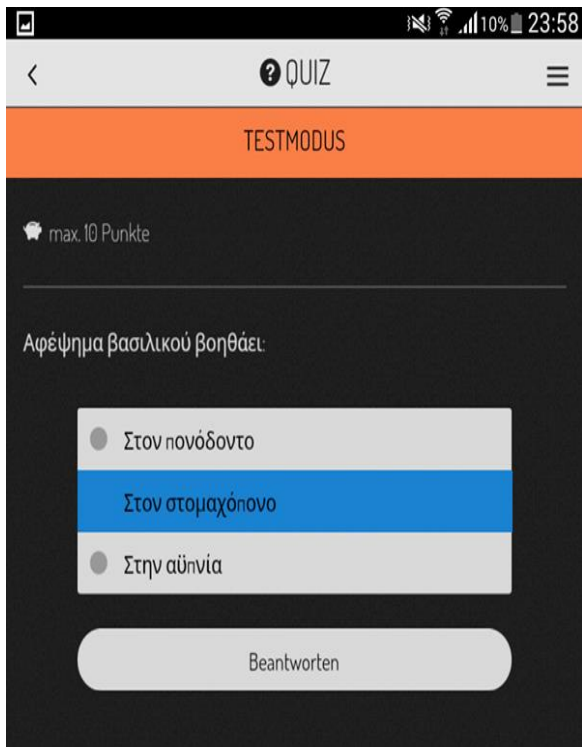 10% 23:58
QUIZ
TESTMODUS
max. 10 Punkte
Αφέψημα βασιλικού βοηθάει:
Στον πονόδοντο
Στον στομαχόπονο
Στην αϋπνία
Beantworten